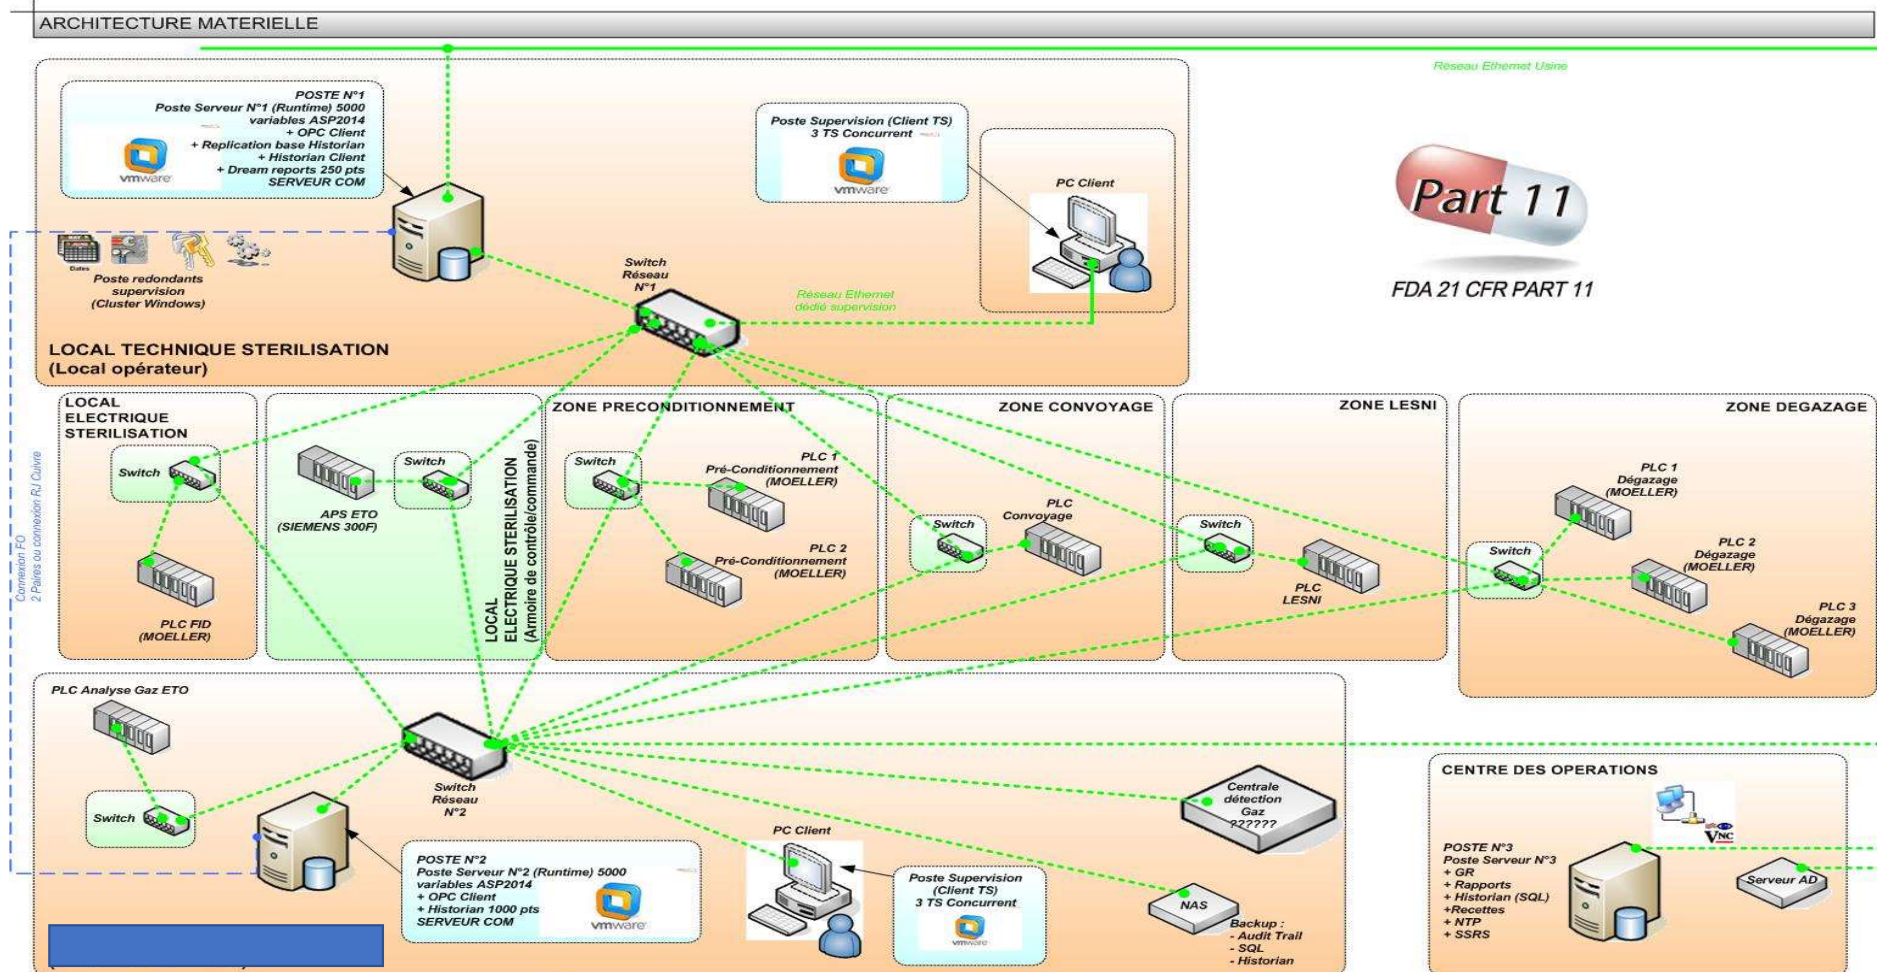 ARCHITECTURE MATERIELLE
Réseau Ethernet Usine
POSTE N°1
Poste Serveur N°1 (Runtime) 5000
variables ASP2014
+ OPC Client
+ Replication base Historian
+ Historian Client
+ Dream reports 250 pts
SERVEUR COM
vmware
Poste Supervision (Client TS)
3 TS Concurrent
vmware
PC Client
Part 11
FDA 21 CFR PART 11
Dates
Poste redondants
supervision
(Cluster Windows)
Switch
Réseau
N°1
Réseau Ethernet
dédié supervision
LOCAL TECHNIQUE STERILISATION
(Local opérateur)
Connexion FO
2 Paires ou connexion RJ Cuivre
LOCAL
ELECTRIQUE
STERILISATION
Switch
PLC FID
(MOELLER)
Switch
APS ETO
(SIEMENS 300F)
LOCAL
ELECTRIQUE STERILISATION
(Armoire de contrôle/commande)
ZONE PRECONDITIONNEMENT
Switch
PLC 1
Pré-Conditionnement
(MOELLER)
PLC 2
Pré-Conditionnement
(MOELLER)
ZONE CONVOYAGE
Switch
PLC
Convoyage
ZONE LESNI
Switch
PLC
LESNI
ZONE DEGAZAGE
Switch
PLC 1
Dégazage
(MOELLER)
PLC 2
Dégazage
(MOELLER)
PLC 3
Dégazage
(MOELLER)
PLC Analyse Gaz ETO
Switch
Switch
Réseau
N°2
POSTE N°2
Poste Serveur N°2 (Runtime) 5000
variables ASP2014
+ OPC Client
+ Historian 1000 pts
SERVEUR COM
vmware
PC Client
Poste Supervision
(Client TS)
3 TS Concurrent
vmware
Centrale
détection
Gaz
??????
NAS
Backup :
- Audit Trail
- SQL
- Historian
CENTRE DES OPERATIONS
VNC
POSTE N°3
Poste Serveur N°3
+ GR
+ Rapports
+ Historian (SQL)
+Recettes
+ NTP
+ SSRS
Serveur AD